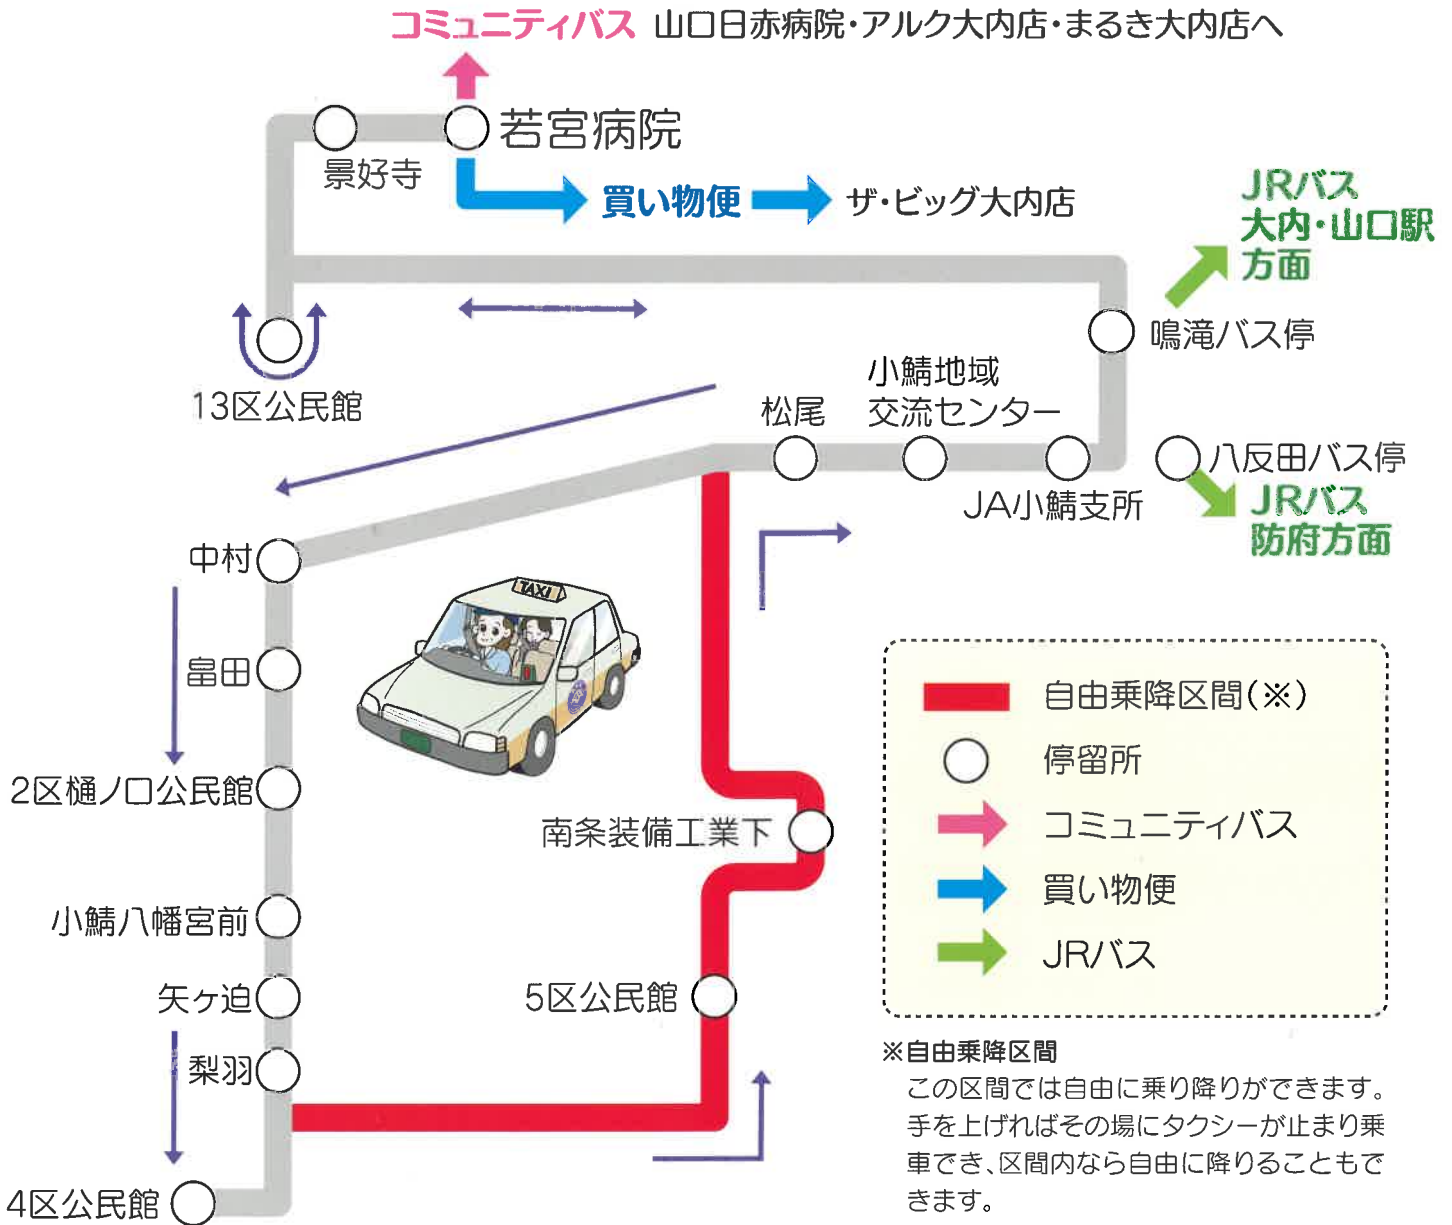 コミュニティバス 山口日赤病院・アルク大内店・まるき大内店へ
若宮病院
景好寺
買い物便
ザ・ビッグ大内店
JRバス
大内・山口駅
方面
鳴滝バス停
13区公民館
小鯖地域
交流センター
松尾
八反田バス停
JA小鯖支所
JRバス
防府方面
中村
TAXI
畠田
2区樋ノ口公民館
南条装備工業下
小鯖八幡宮前
矢ヶ迫
5区公民館
梨羽
4区公民館
自由乗降区間(※)
停留所
コミュニティバス
買い物便
JRバス
※自由乗降区間
この区間では自由に乗り降りができます。
手を上げればその場にタクシーが止まり乗
車でき、区間内なら自由に降りることもで
きます。